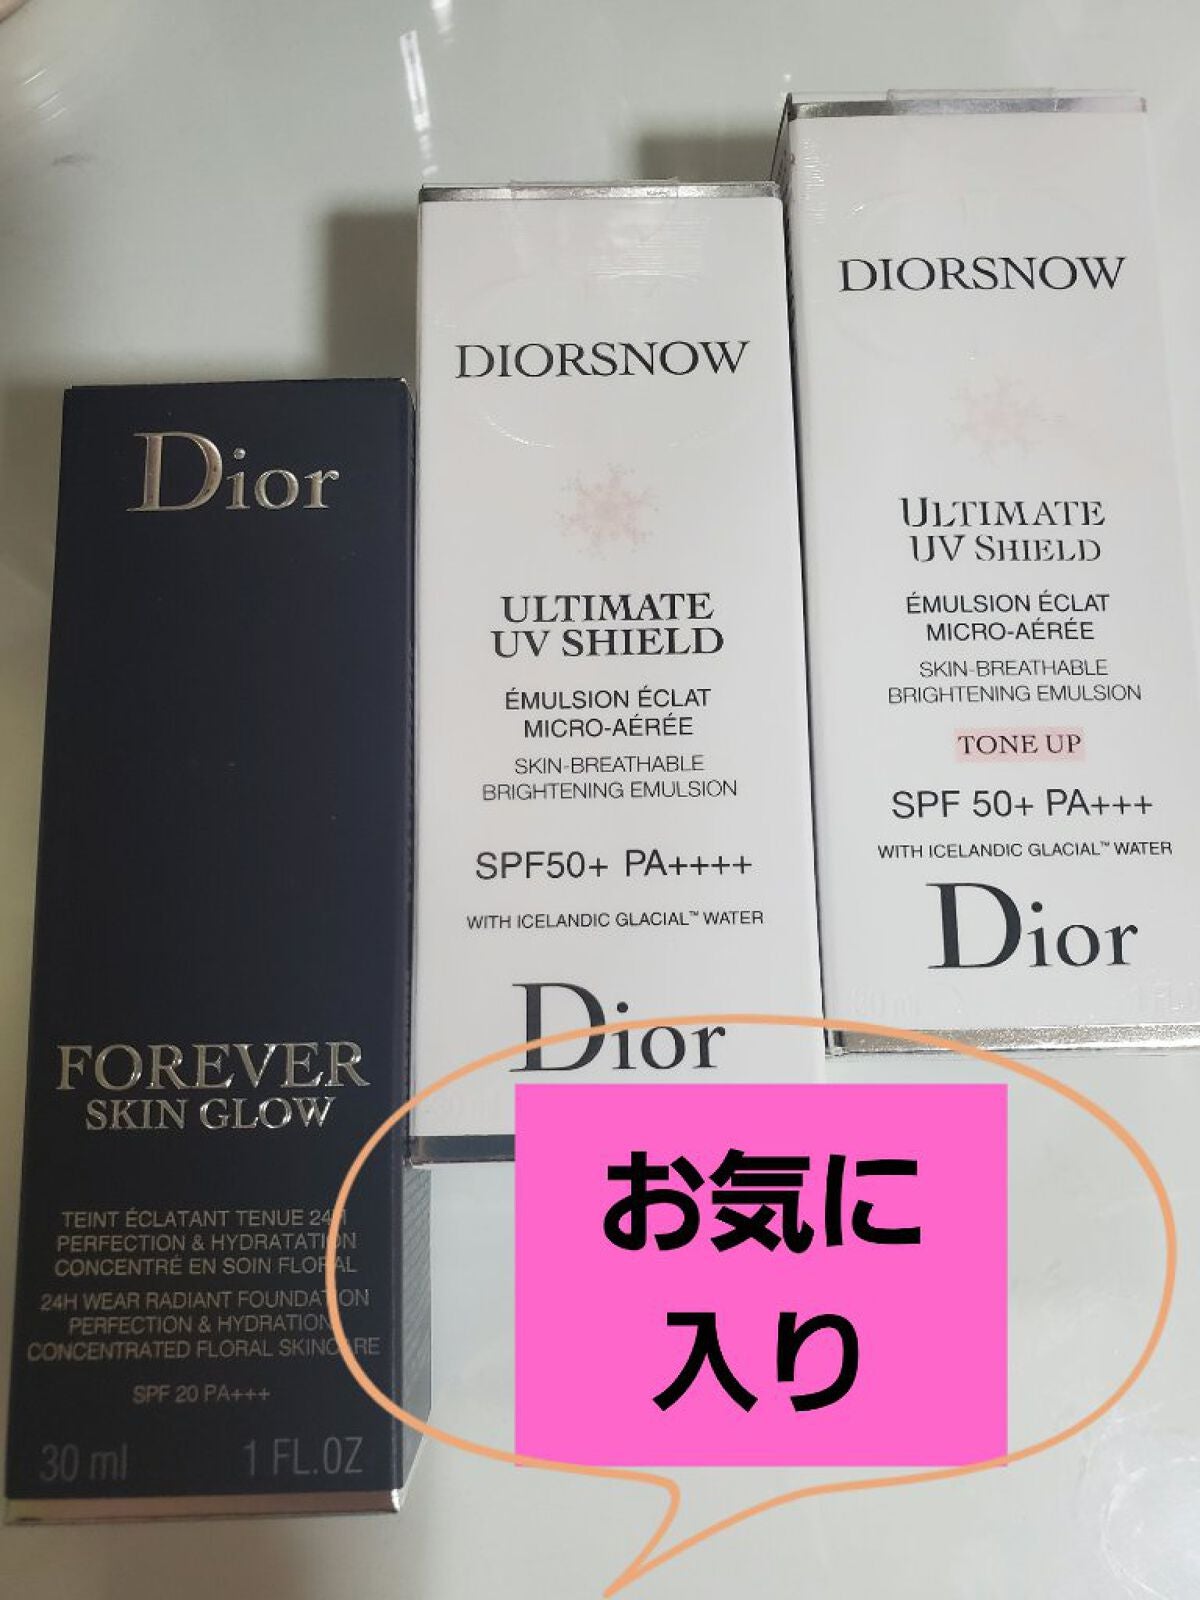 Dior
FOREVER
SKIN GLOW
TEINT ÉCLATANT TENUE 24H
PERFECTION & HYDRATATION
CONCENTRÉ EN SOIN FLORAL
24H WEAR RADIANT FOUNDATION
PERFECTION & HYDRATION
CONCENTRATED FLORAL SKINCARE
SPF 20 PA+++
30 ml 1 FL.OZ
DIORSNOW
ULTIMATE
UV SHIELD
ÉMULSION ÉCLAT
MICRO-AÉRÉE
SKIN-BREATHABLE
BRIGHTENING EMULSION
SPF50+ PA++++
WITH ICELANDIC GLACIAL™ WATER
Dior
DIORSNOW
ULTIMATE
UV SHIELD
ÉMULSION ÉCLAT
MICRO-AÉRÉE
SKIN-BREATHABLE
BRIGHTENING EMULSION
TONE UP
SPF 50+ PA+++
WITH ICELANDIC GLACIAL™ WATER
Dior
お気に
入り